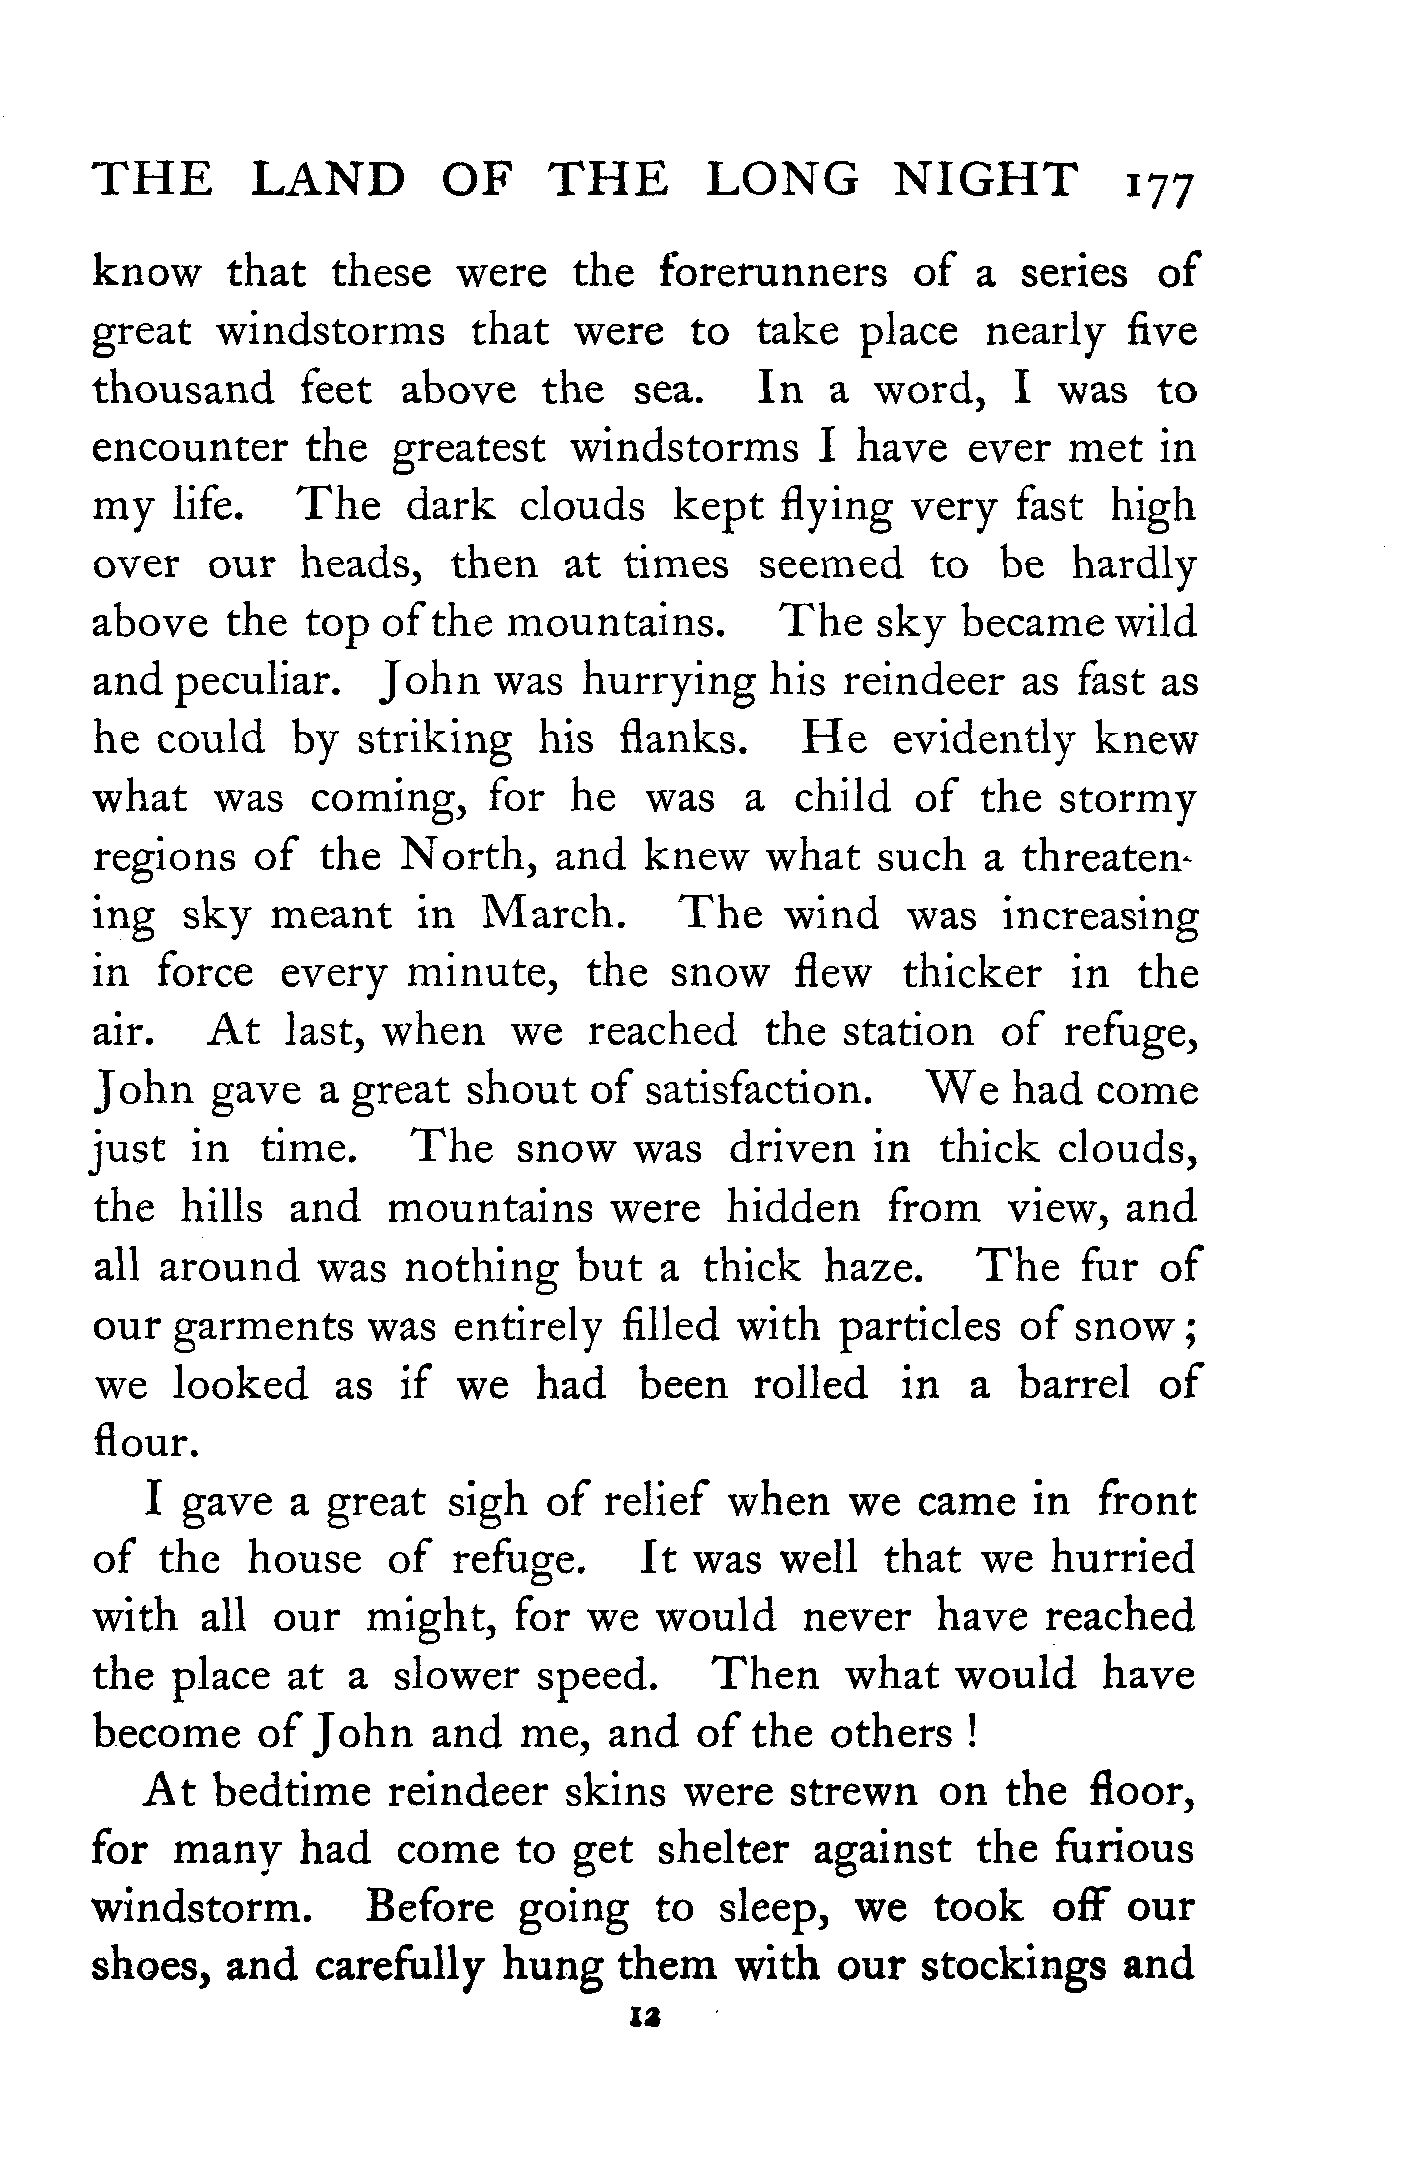 THE LAND OF THE LONG NIGHT 177
know that these were the forerunners of a series of
great windstorms that were to take place nearly five
thousand feet above the sea. In a word, I was to
encounter the greatest windstorms I have ever met in
my life. The dark clouds kept flying very fast high
over our heads, then at times seemed to be hardly
above the top of the mountains. The sky became wild
and peculiar. John was hurrying his reindeer as fast as
he could by striking his flanks. He evidently knew
what was coming, for he was a child of the stormy
regions of the North, and knew what such a threaten-
ing sky meant in March. The wind was increasing
in force every minute, the snow flew thicker in the
air. At last, when we reached the station of refuge,
John gave a great shout of satisfaction. We had come
just in time. The snow was driven in thick clouds,
the hills and mountains were hidden from view, and
all around was nothing but a thick haze. The fur of
our garments was entirely filled with particles of snow;
we looked as if we had been rolled in a barrel of
flour.
I gave a great sigh of relief when we came in front
of the house of refuge. It was well that we hurried
with all our might, for we would never have reached
the place at a slower speed. Then what would have
become of John and me, and of the others!
At bedtime reindeer skins were strewn on the floor,
for many had come to get shelter against the furious
windstorm. Before going to sleep, we took off our
shoes, and carefully hung them with our stockings and
12